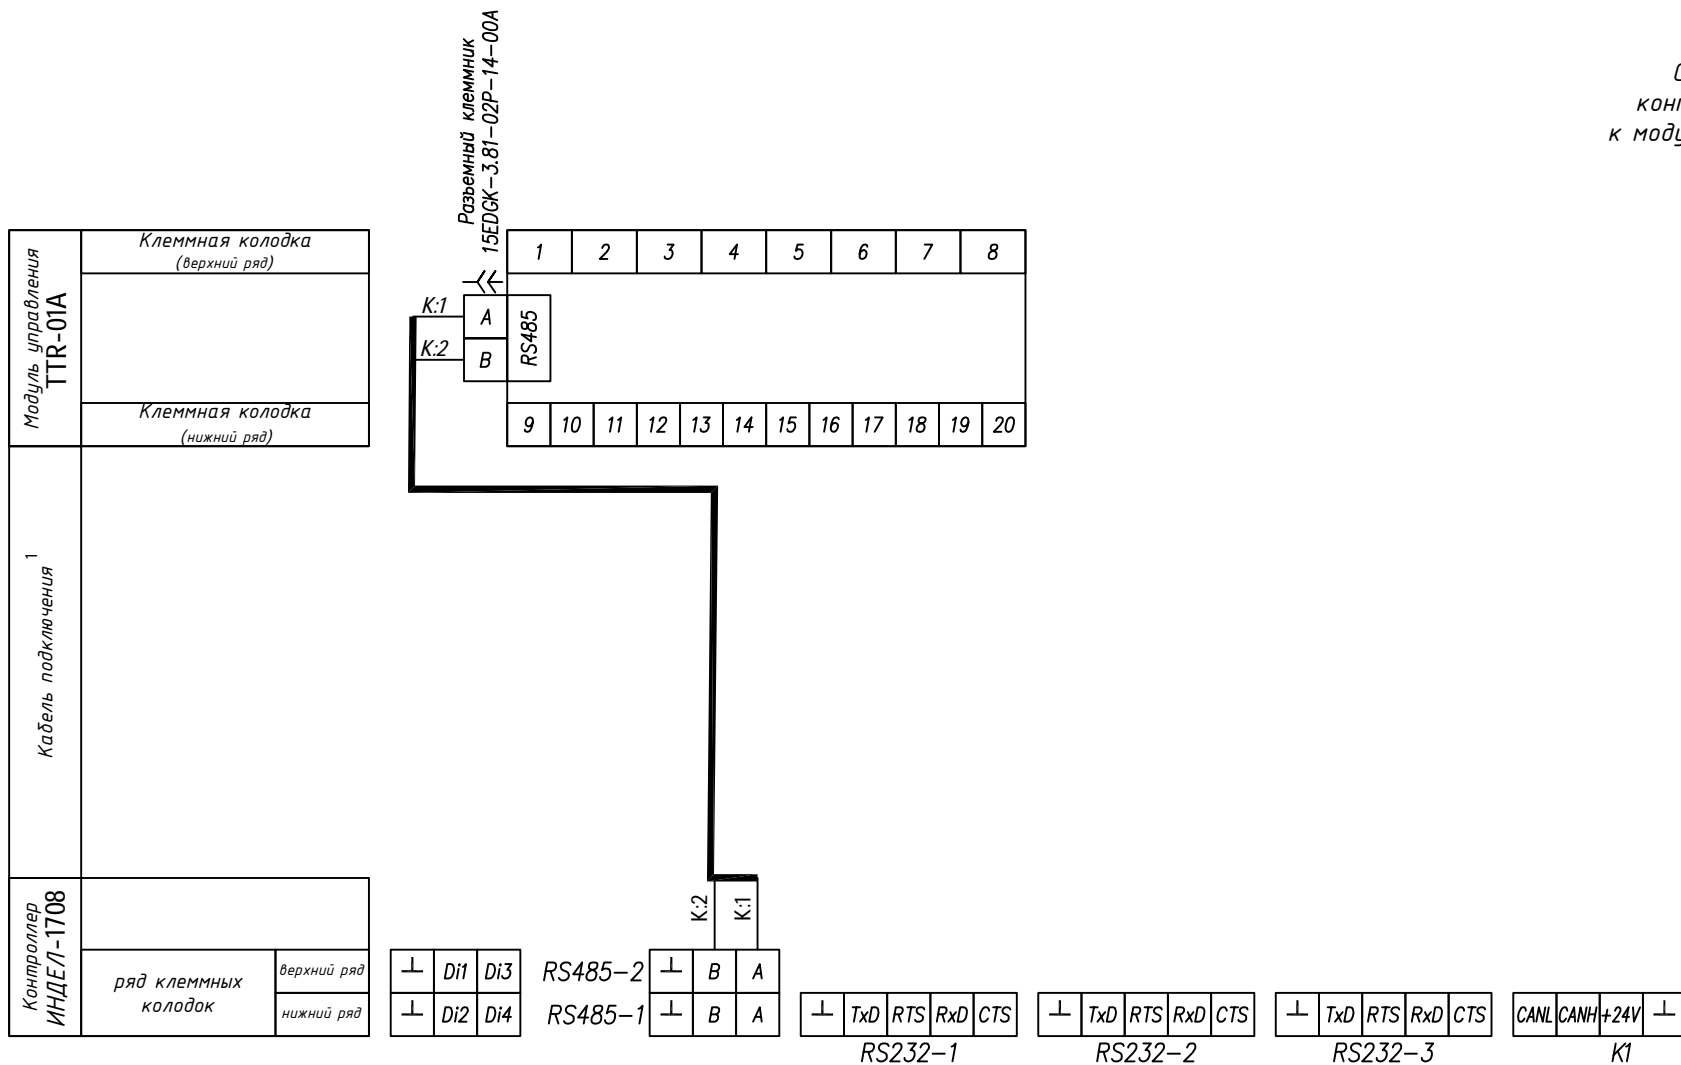 Разъемный клеммник
15EDGK-3.81-02P-14-00A
конт
к моду
Модуль управления
TTR-01A
Клеммная колодка
(верхний ряд)
Клеммная колодка
(нижний ряд)
1 2 3 4 5 6 7 8
K:1
K:2
A
B
RS485
9 10 11 12 13 14 15 16 17 18 19 20
Кабель подключения 1
Контроллер
ИНДЕЛ-1708
ряд клеммных
колодок
верхний ряд
нижний ряд
K:2 K:1
⊥ Di1 Di3 RS485-2 ⊥ B A
⊥ Di2 Di4 RS485-1 ⊥ B A
⊥ TxD RTS RxD CTS
RS232-1
⊥ TxD RTS RxD CTS
RS232-2
⊥ TxD RTS RxD CTS
RS232-3
CANL CANH +24V ⊥
K1